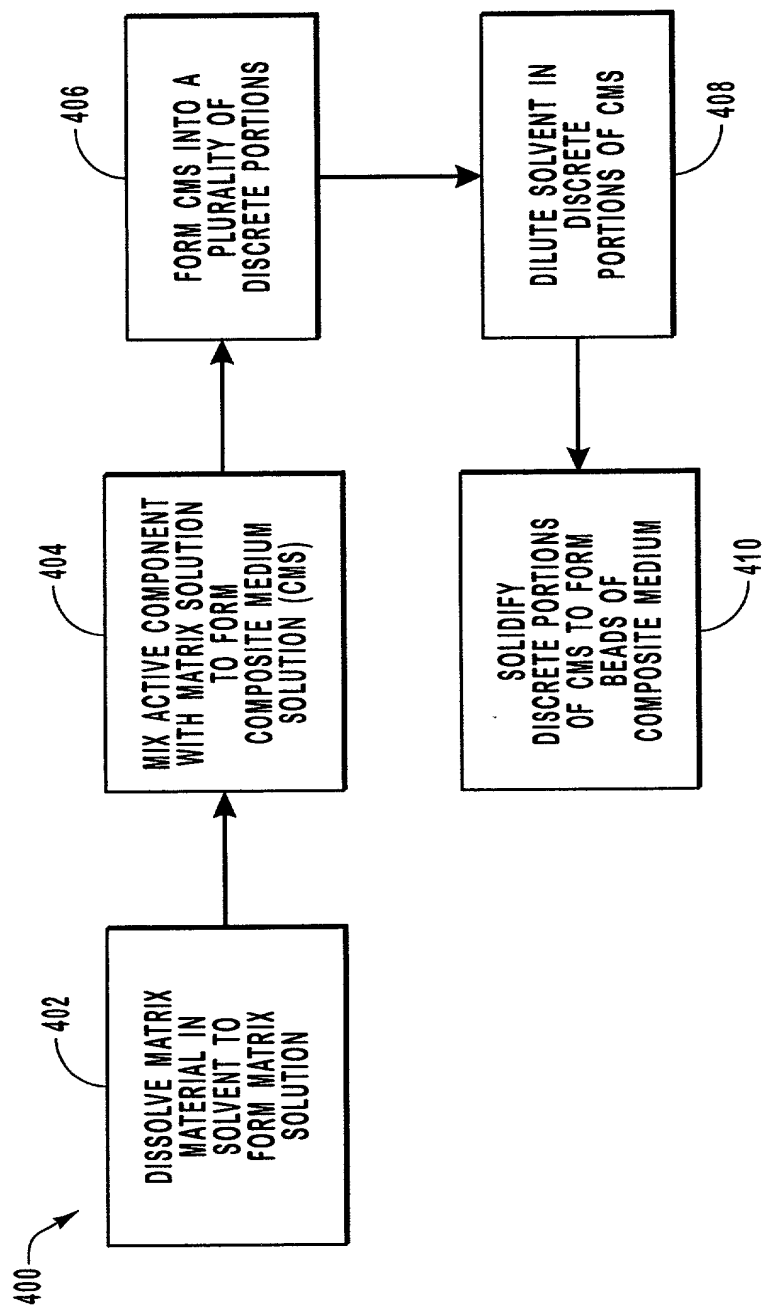 400
402
DISSOLVE MATRIX
MATERIAL IN
SOLVENT TO
FORM MATRIX
SOLUTION
404
MIX ACTIVE COMPONENT
WITH MATRIX SOLUTION
TO FORM
COMPOSITE MEDIUM
SOLUTION (CMS)
406
FORM CMS INTO A
PLURALITY OF
DISCRETE PORTIONS
408
DILUTE SOLVENT IN
DISCRETE
PORTIONS OF CMS
410
SOLIDIFY
DISCRETE PORTIONS
OF CMS TO FORM
BEADS OF
COMPOSITE MEDIUM